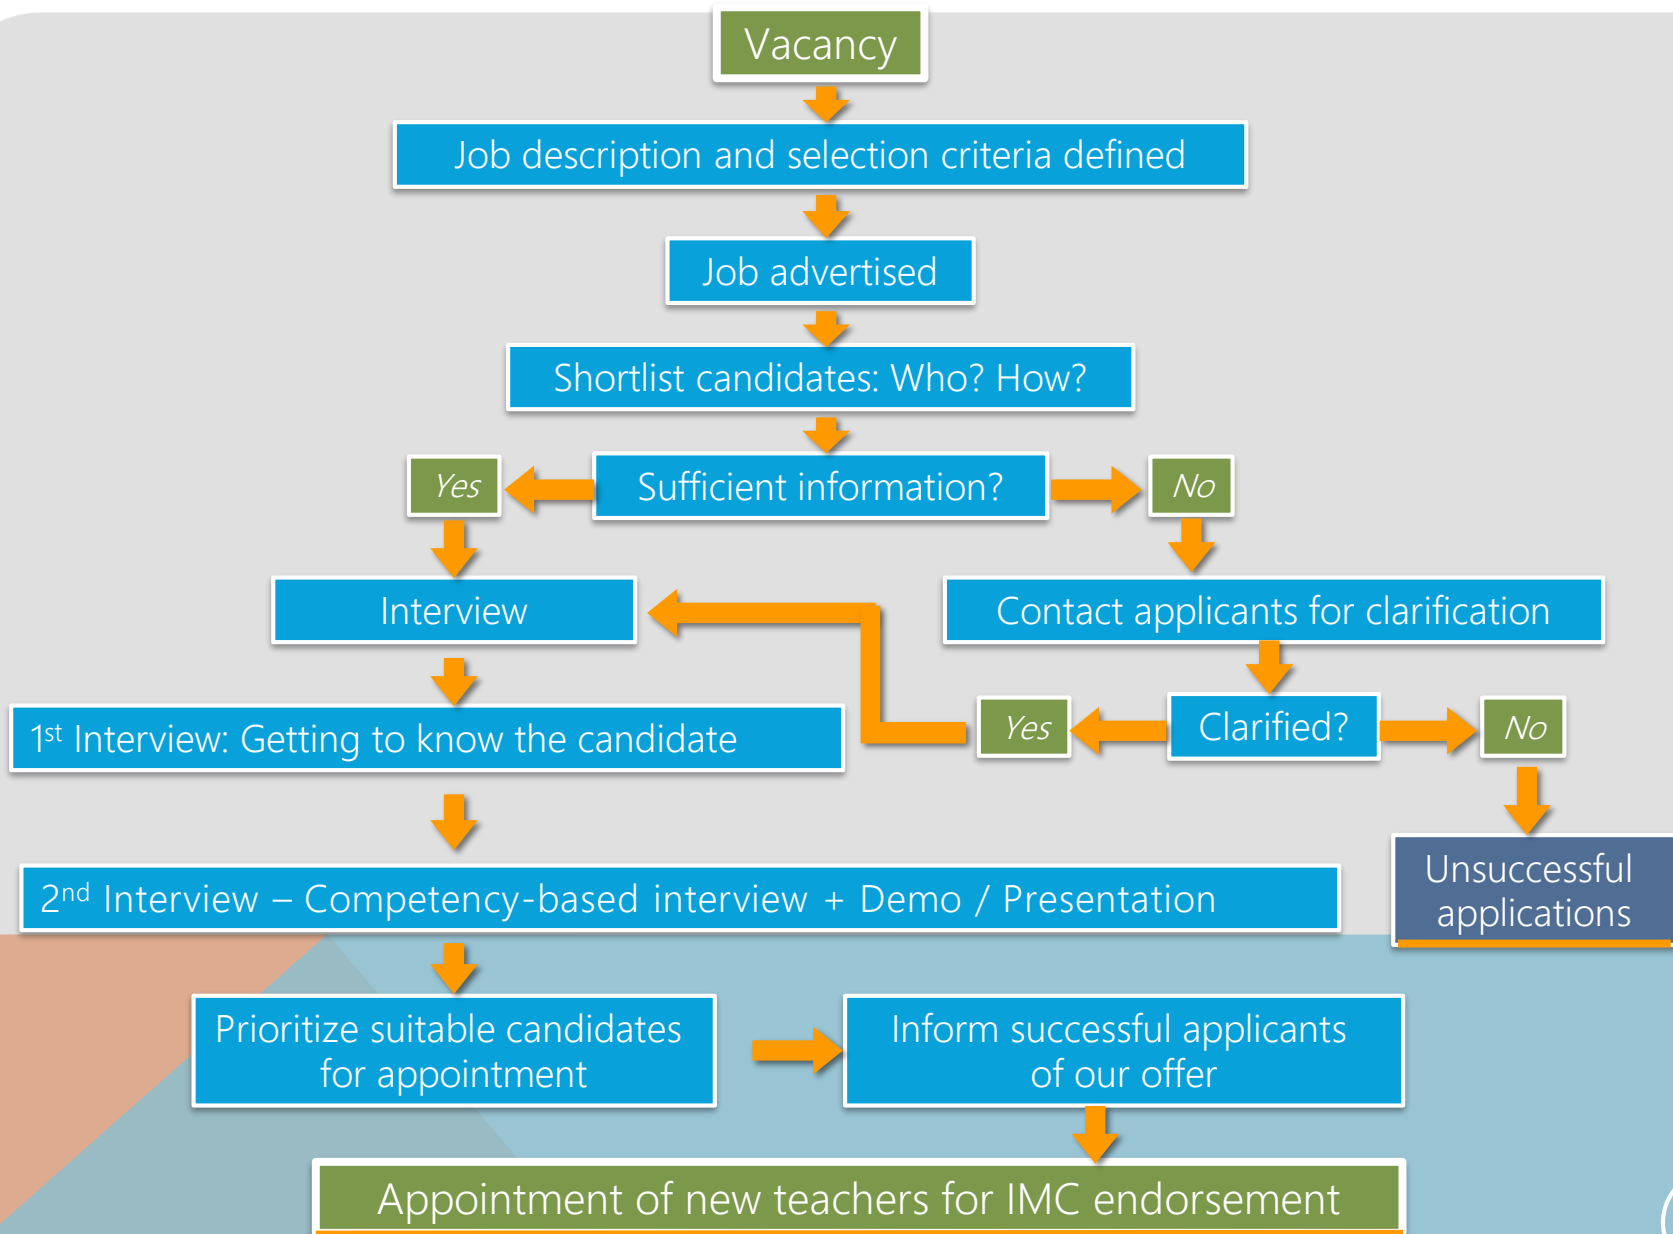 Vacancy
Job description and selection criteria defined
Job advertised
Shortlist candidates: Who? How?
Yes
Sufficient information?
No
Interview
Contact applicants for clarification
1st Interview: Getting to know the candidate
Yes
Clarified?
No
2nd Interview – Competency-based interview + Demo / Presentation
Unsuccessful
applications
Prioritize suitable candidates
for appointment
Inform successful applicants
of our offer
Appointment of new teachers for IMC endorsement